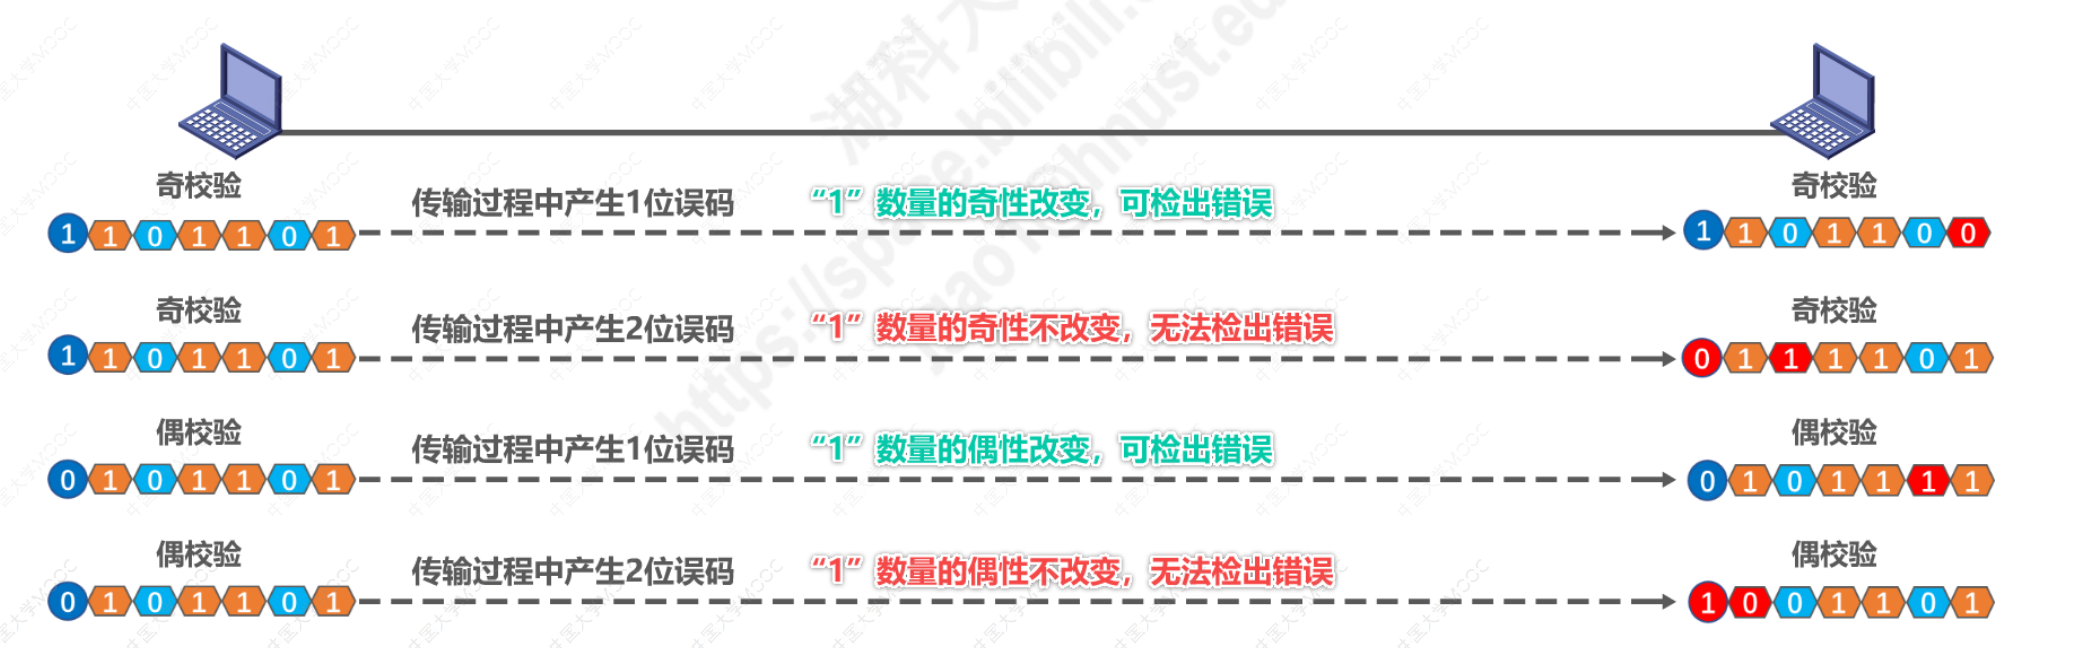 奇校验 奇校验
传输过程中产生1位误码 “1”数量的奇性改变，可检出错误
1 1 0 1 1 0 1 1 1 0 1 1 0 0
奇校验 奇校验
传输过程中产生2位误码 “1”数量的奇性不改变，无法检出错误
1 1 0 1 1 0 1 0 1 1 1 1 0 1
偶校验 偶校验
传输过程中产生1位误码 “1”数量的偶性改变，可检出错误
0 1 0 1 1 0 1 0 1 0 1 1 1 1
偶校验 偶校验
传输过程中产生2位误码 “1”数量的偶性不改变，无法检出错误
0 1 0 1 1 0 1 1 0 0 1 1 0 1
中国大学MOOC